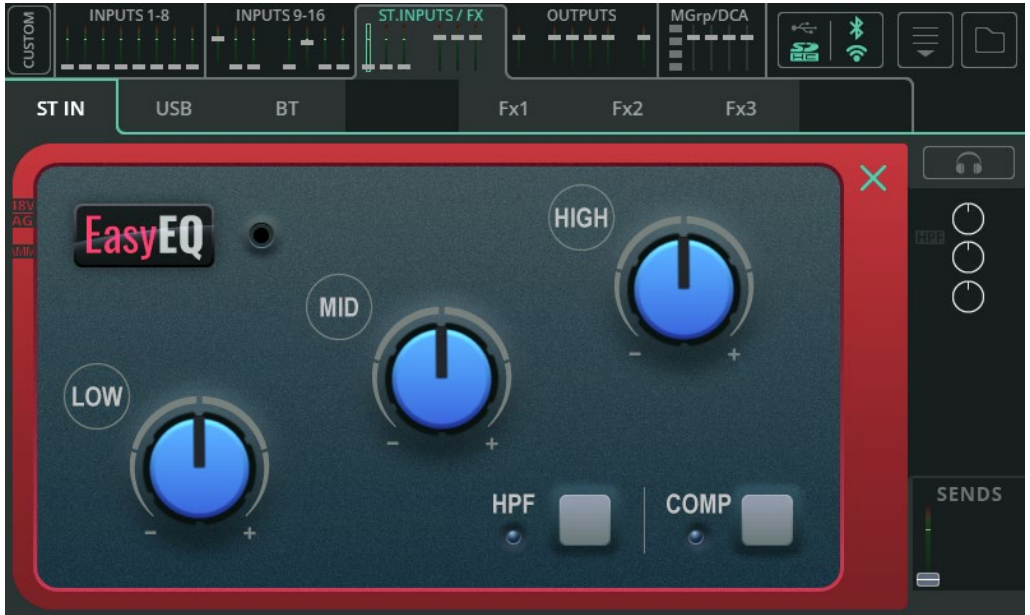 CUSTOM
INPUTS 1-8
INPUTS 9-16
ST.INPUTS / FX
OUTPUTS
MGrp/DCA
ST IN
USB
BT
Fx1
Fx2
Fx3
48V
HPF
EasyEQ
HIGH
- +
MID
- +
LOW
- +
HPF
COMP
SENDS